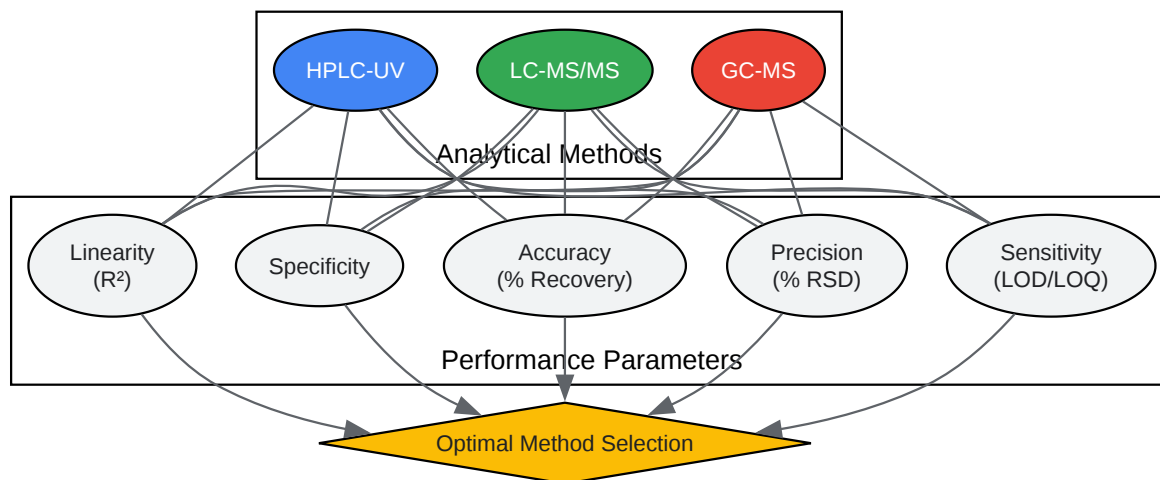 HPLC-UV
LC-MS/MS
GC-MS
Analytical Methods
Linearity
(R²)
Specificity
Accuracy
(% Recovery)
Precision
(% RSD)
Sensitivity
(LOD/LOQ)
Performance Parameters
Optimal Method Selection